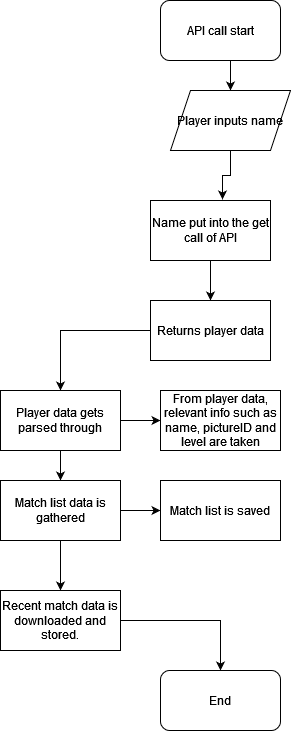 API call start
Player inputs name
Name put into the get
call of API
Returns player data
Player data gets
parsed through
From player data,
relevant info such as
name, pictureID and
level are taken
Match list data is
gathered
Match list is saved
Recent match data is
downloaded and
stored.
End